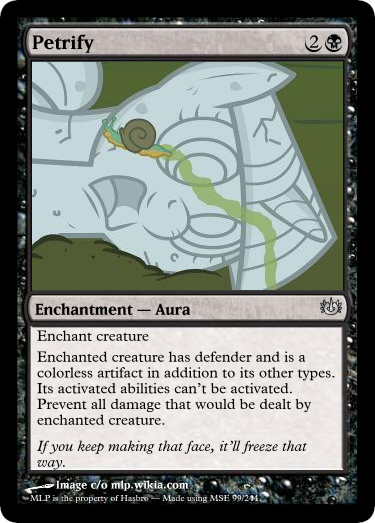 Petrify 2
Enchantment — Aura
Enchant creature
Enchanted creature has defender and is a
colorless artifact in addition to its other types.
Its activated abilities can't be activated.
Prevent all damage that would be dealt by
enchanted creature.
If you keep making that face, it'll freeze that
way.
Image c/o mlp.wikia.com
MLP is the property of Hasbro — Made using MSE 99/244